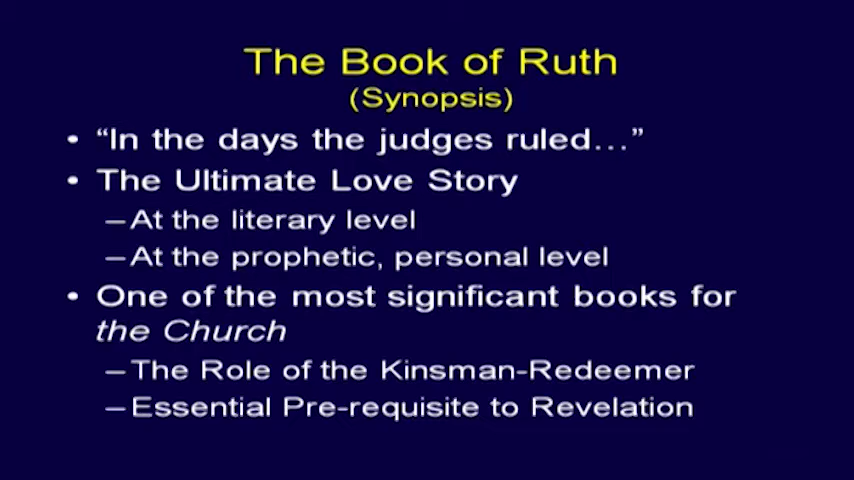 The Book of Ruth
(Synopsis)
• “In the days the judges ruled…”
• The Ultimate Love Story
– At the literary level
– At the prophetic, personal level
• One of the most significant books for
the Church
– The Role of the Kinsman-Redeemer
– Essential Pre-requisite to Revelation